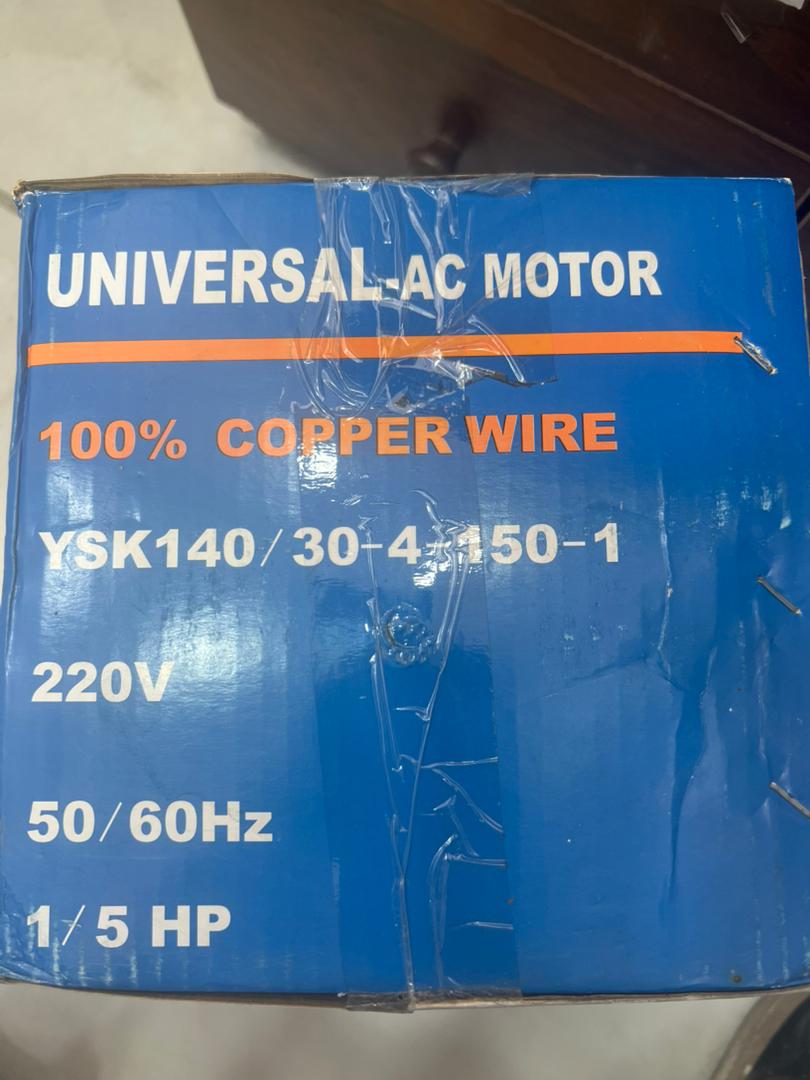 UNIVERSAL-AC MOTOR
100% COPPER WIRE
YSK140/30-4-150-1
220V
50/60Hz
1/5 HP